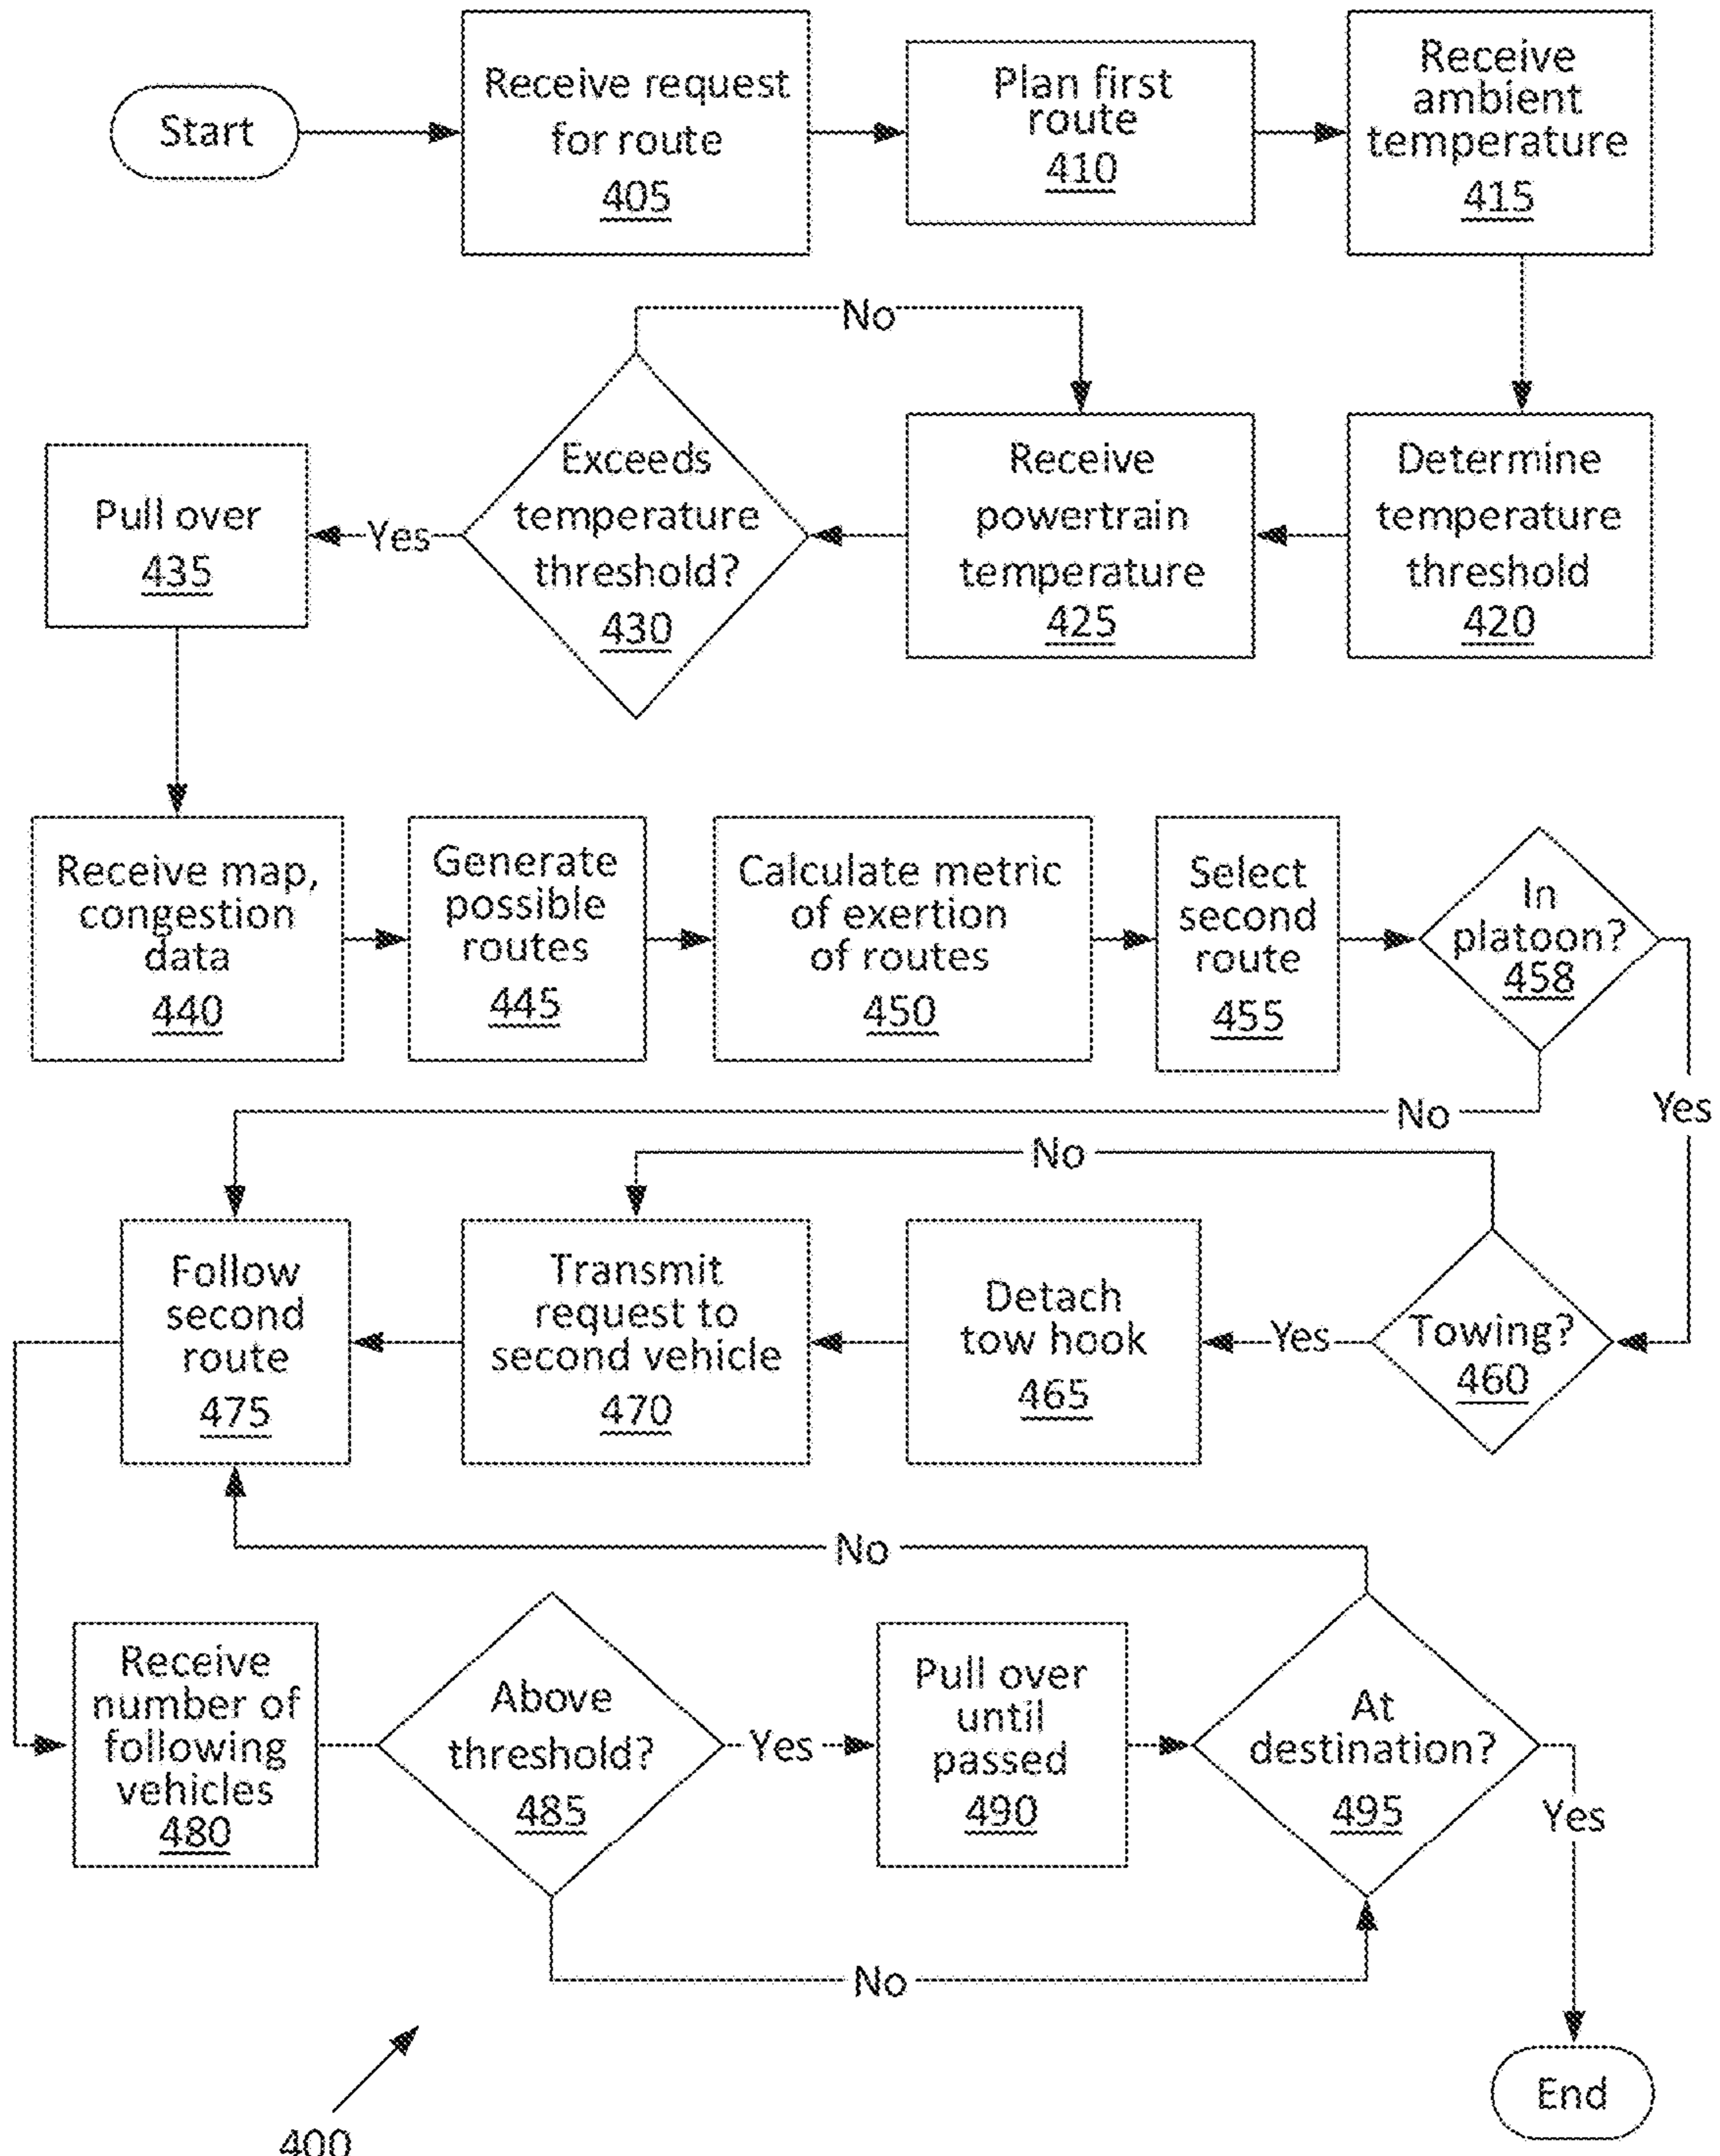 Start
Receive request
for route
405
Plan first
route
410
Receive
ambient
temperature
415
No
Pull over
435
Yes
Exceeds
temperature
threshold?
430
Receive
powertrain
temperature
425
Determine
temperature
threshold
420
Receive map,
congestion
data
440
Generate
possible
routes
445
Calculate metric
of exertion
of routes
450
Select
second
route
455
In
platoon?
458
No
Yes
No
Follow
second
route
475
Transmit
request to
second vehicle
470
Detach
tow hook
465
Yes
Towing?
460
No
Receive
number of
following
vehicles
480
Above
threshold?
485
Yes
Pull over
until
passed
490
At
destination?
495
Yes
No
End
400